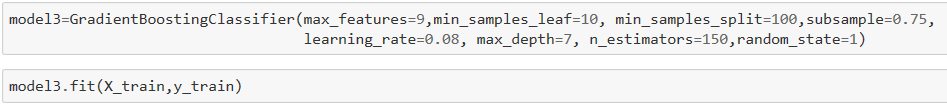 model3=GradientBoostingClassifier(max_features=9,min_samples_leaf=10, min_samples_split=100,subsample=0.75,
learning_rate=0.08, max_depth=7, n_estimators=150,random_state=1)
model3.fit(X_train,y_train)